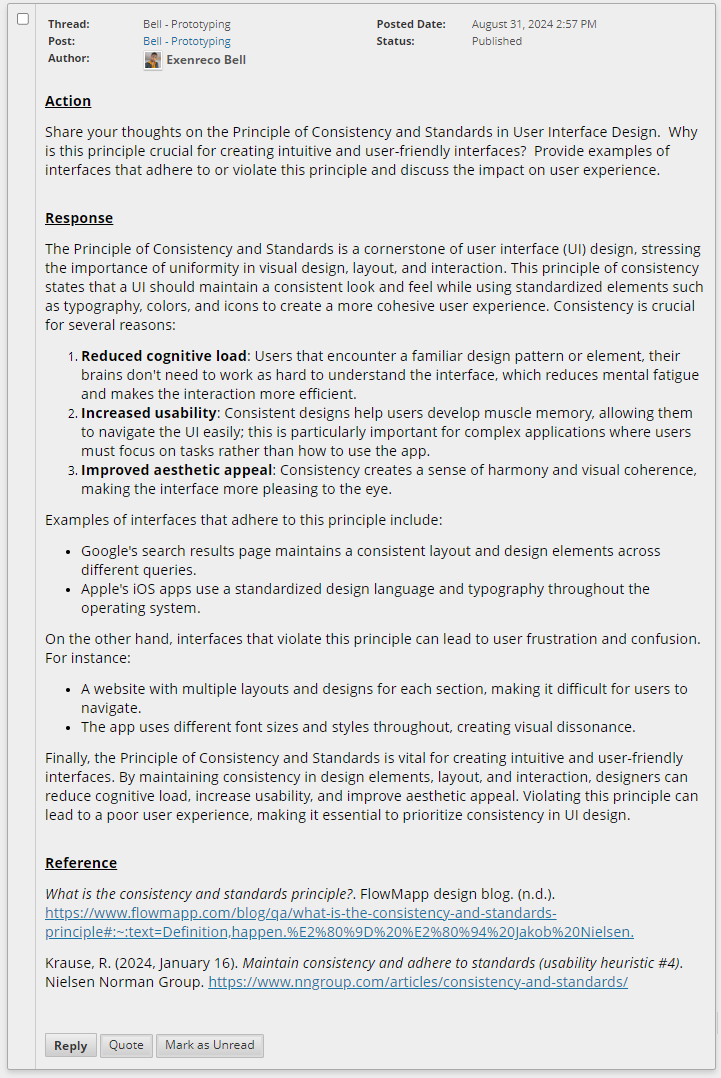 Thread: Bell - Prototyping Posted Date: August 31, 2024 2:57 PM
Post: Bell - Prototyping Status: Published
Author: Exenreco Bell
Action
Share your thoughts on the Principle of Consistency and Standards in User Interface Design.  Why
is this principle crucial for creating intuitive and user-friendly interfaces?  Provide examples of
interfaces that adhere to or violate this principle and discuss the impact on user experience.
Response
The Principle of Consistency and Standards is a cornerstone of user interface (UI) design, stressing
the importance of uniformity in visual design, layout, and interaction. This principle of consistency
states that a UI should maintain a consistent look and feel while using standardized elements such
as typography, colors, and icons to create a more cohesive user experience. Consistency is crucial
for several reasons:
1. Reduced cognitive load: Users that encounter a familiar design pattern or element, their
brains don't need to work as hard to understand the interface, which reduces mental fatigue
and makes the interaction more efficient.
2. Increased usability: Consistent designs help users develop muscle memory, allowing them
to navigate the UI easily; this is particularly important for complex applications where users
must focus on tasks rather than how to use the app.
3. Improved aesthetic appeal: Consistency creates a sense of harmony and visual coherence,
making the interface more pleasing to the eye.
Examples of interfaces that adhere to this principle include:
• Google's search results page maintains a consistent layout and design elements across
different queries.
• Apple's iOS apps use a standardized design language and typography throughout the
operating system.
On the other hand, interfaces that violate this principle can lead to user frustration and confusion.
For instance:
• A website with multiple layouts and designs for each section, making it difficult for users to
navigate.
• The app uses different font sizes and styles throughout, creating visual dissonance.
Finally, the Principle of Consistency and Standards is vital for creating intuitive and user-friendly
interfaces. By maintaining consistency in design elements, layout, and interaction, designers can
reduce cognitive load, increase usability, and improve aesthetic appeal. Violating this principle can
lead to a poor user experience, making it essential to prioritize consistency in UI design.
Reference
What is the consistency and standards principle?. FlowMapp design blog. (n.d.).
https://www.flowmapp.com/blog/qa/what-is-the-consistency-and-standards-
principle#:~:text=Definition,happen.%E2%80%9D%20%E2%80%94%20Jakob%20Nielsen.
Krause, R. (2024, January 16). Maintain consistency and adhere to standards (usability heuristic #4).
Nielsen Norman Group. https://www.nngroup.com/articles/consistency-and-standards/
Reply Quote Mark as Unread